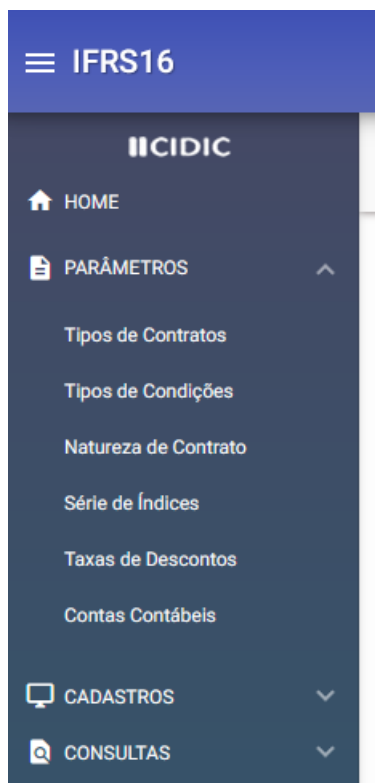 IFRS16
CIDIC
HOME
PARÂMETROS
Tipos de Contratos
Tipos de Condições
Natureza de Contrato
Série de Índices
Taxas de Descontos
Contas Contábeis
CADASTROS
CONSULTAS